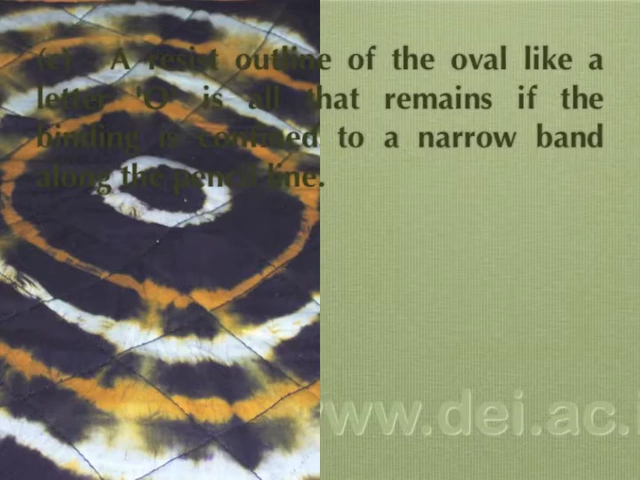 (c) A resist outline of the oval like a
letter 'O' is all that remains if the
binding is confined to a narrow band
along the pencil line.
www.dei.ac.